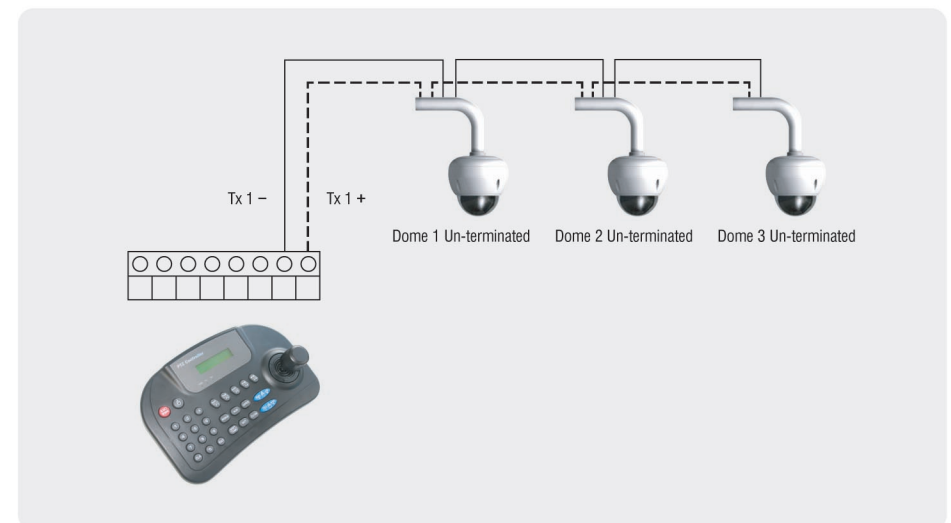 Tx 1 –
Tx 1 +
Dome 1 Un-terminated
Dome 2 Un-terminated
Dome 3 Un-terminated